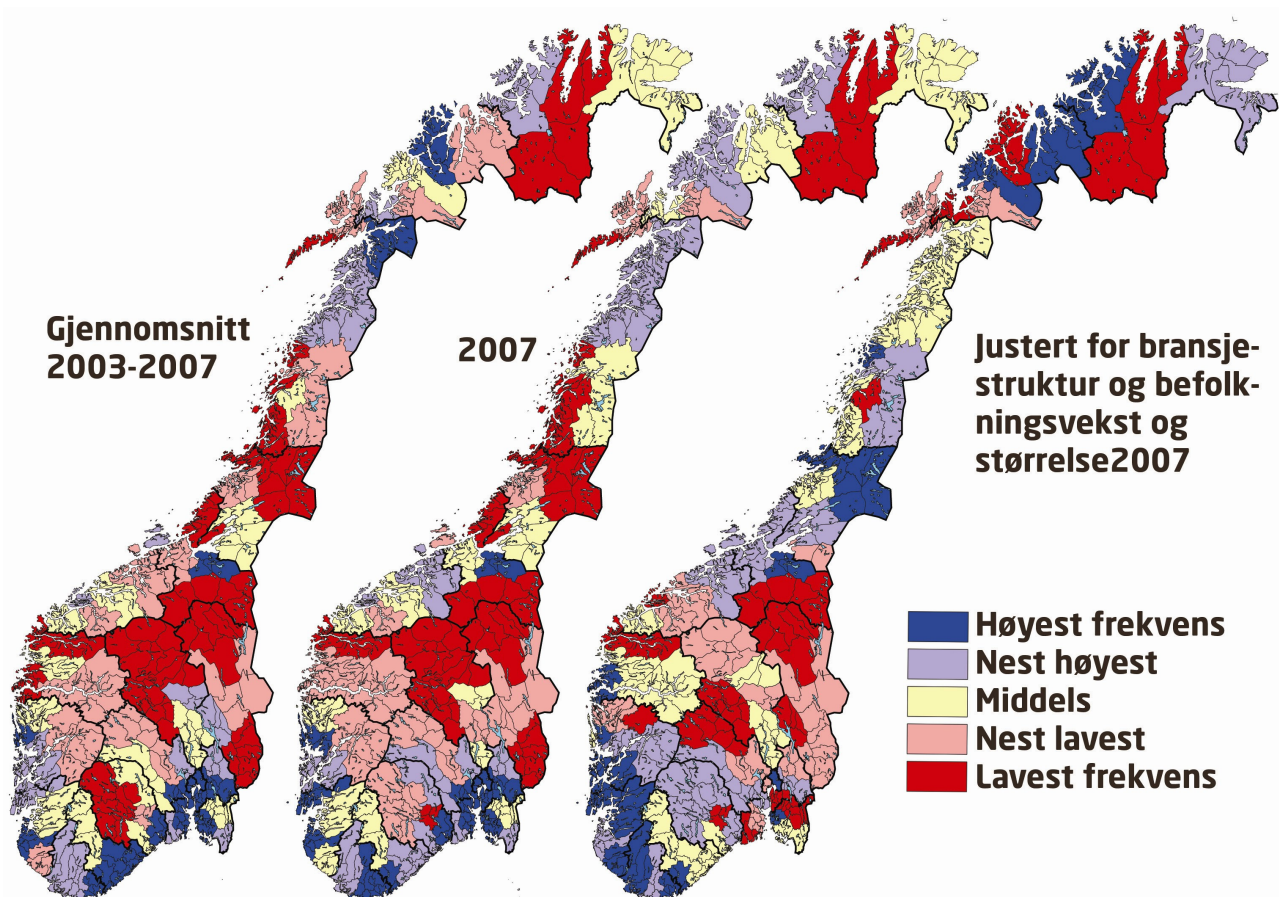 Gjennomsnitt
2003-2007
2007
Justert for bransje-
struktur og befolk-
ningsvekst og
størrelse2007
Høyest frekvens
Nest høyest
Middels
Nest lavest
Lavest frekvens